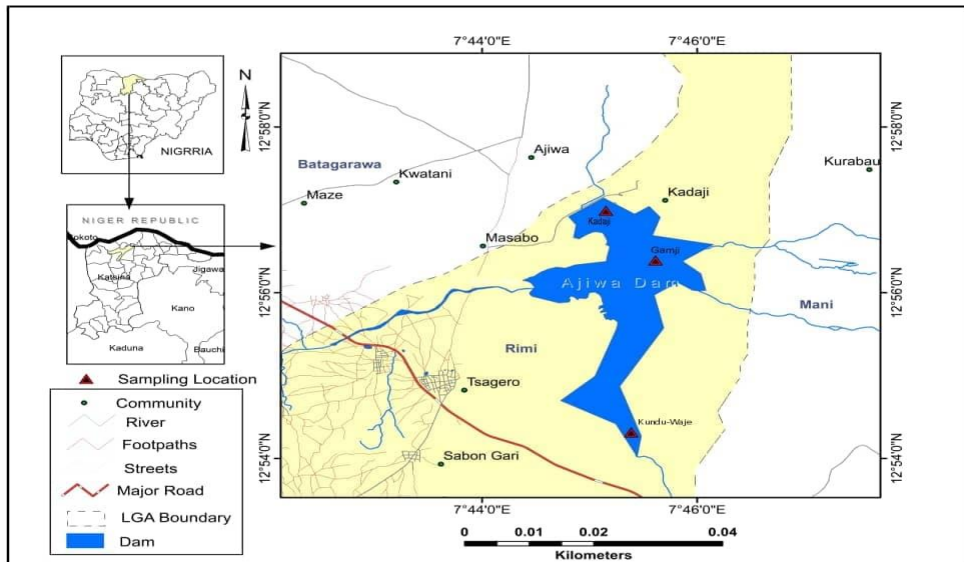 7°44'0"E
7°46'0"E
N
NIGRRIA
12°58'0"N
12°58'0"N
Ajiwa
Batagarawa
Kurabau
Kwatani
Kadaji
Maze
Kadaji
NIGER REPUBLIC
okoto
Masabo
Gamji
Katsina
Jigawa
Ajiwa Dam
12°56'0"N
12°56'0"N
Kano
Mani
Kaduna
Bauchi
Rimi
Sampling Location
Tsagero
Community
River
Kundu-Waje
Footpaths
12°54'0"N
12°54'0"N
Streets
Sabon Gari
Major Road
LGA Boundary
7°44'0"E
7°46'0"E
Dam
0
0.01
0.02
0.04
Kilometers